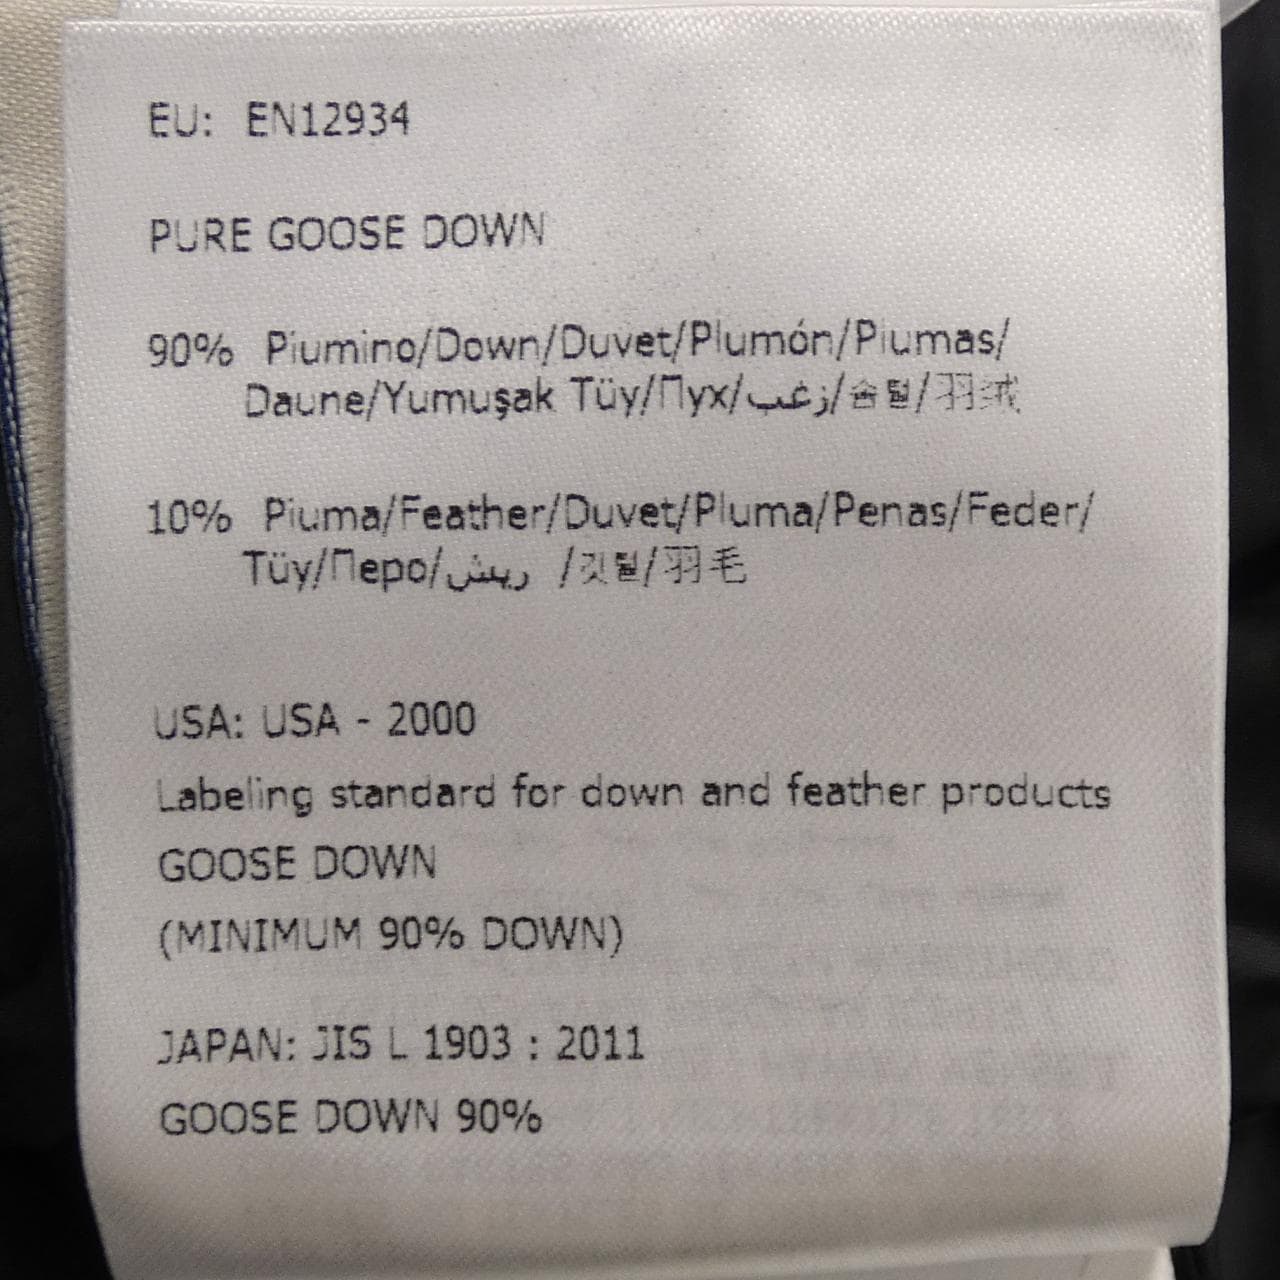 EU: EN12934
PURE GOOSE DOWN
90% Piumino/Down/Duvet/Plumón/Plumas/
Daune/Yumuşak Tüy/Пух/زغب/솜털/羽绒
10% Piuma/Feather/Duvet/Pluma/Penas/Feder/
Tüy/Перо/ريش /깃털/羽毛
USA: USA - 2000
Labeling standard for down and feather products
GOOSE DOWN
(MINIMUM 90% DOWN)
JAPAN: JIS L 1903 : 2011
GOOSE DOWN 90%